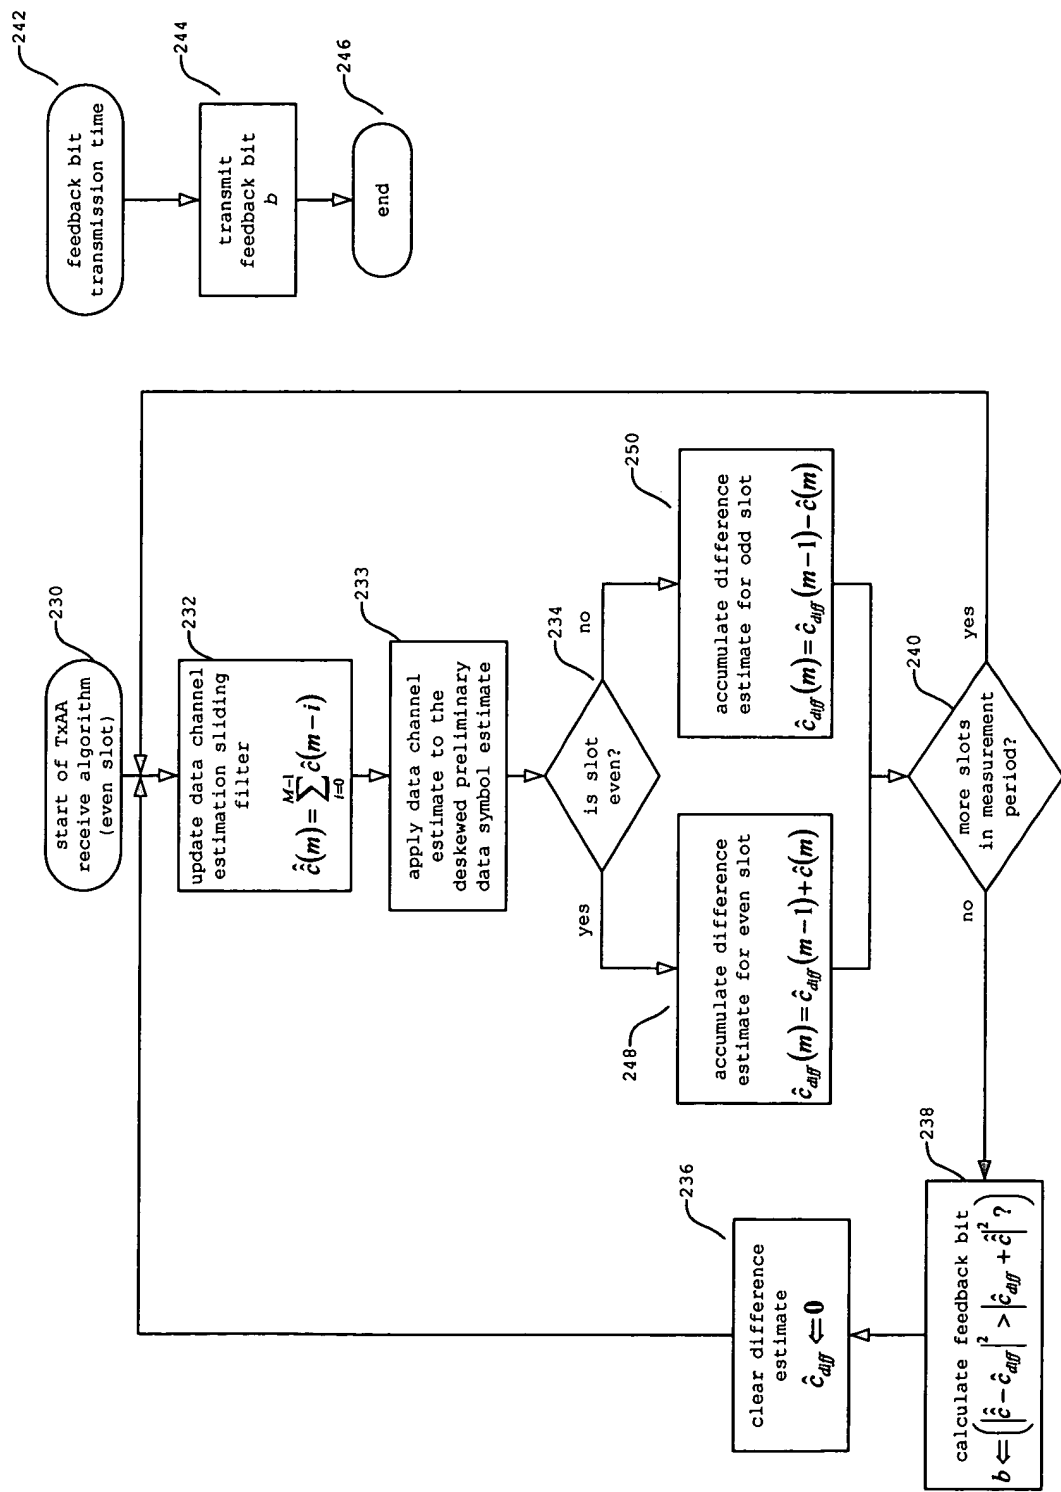 start of TxAA
receive algorithm
(even slot)
230
update data channel
estimation sliding
filter
ĉ(m) = ∑_{i=0}^{M-1} ĉ(m-i)
232
apply data channel
estimate to the
deskewed preliminary
data symbol estimate
233
is slot
even?
234
yes
no
accumulate difference
estimate for even slot
ĉ_diff(m) = ĉ_diff(m-1)+ĉ(m)
248
accumulate difference
estimate for odd slot
ĉ_diff(m) = ĉ_diff(m-1)-ĉ(m)
250
more slots
in measurement
period?
240
no
yes
calculate feedback bit
b ⇐ (|ĉ-ĉ_diff|² > |ĉ_diff+ĉ|² ?)
238
clear difference
estimate
ĉ_diff ⇐ 0
236
feedback bit
transmission time
242
transmit
feedback bit
b
244
end
246